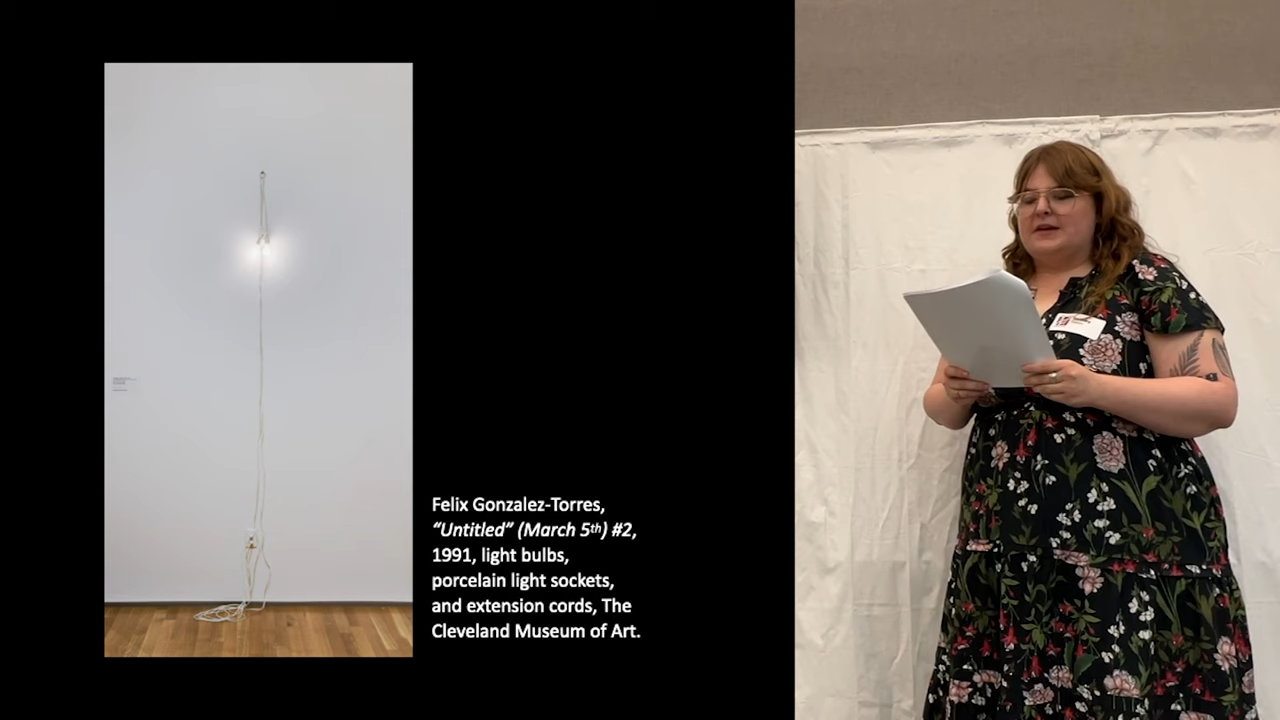 Felix Gonzalez-Torres,
“Untitled” (March 5th) #2,
1991, light bulbs,
porcelain light sockets,
and extension cords, The
Cleveland Museum of Art.